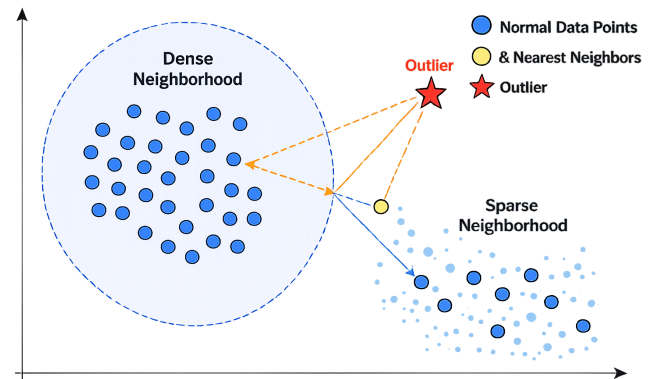 Dense
Neighborhood
Outlier
Normal Data Points
& Nearest Neighbors
Outlier
Sparse
Neighborhood